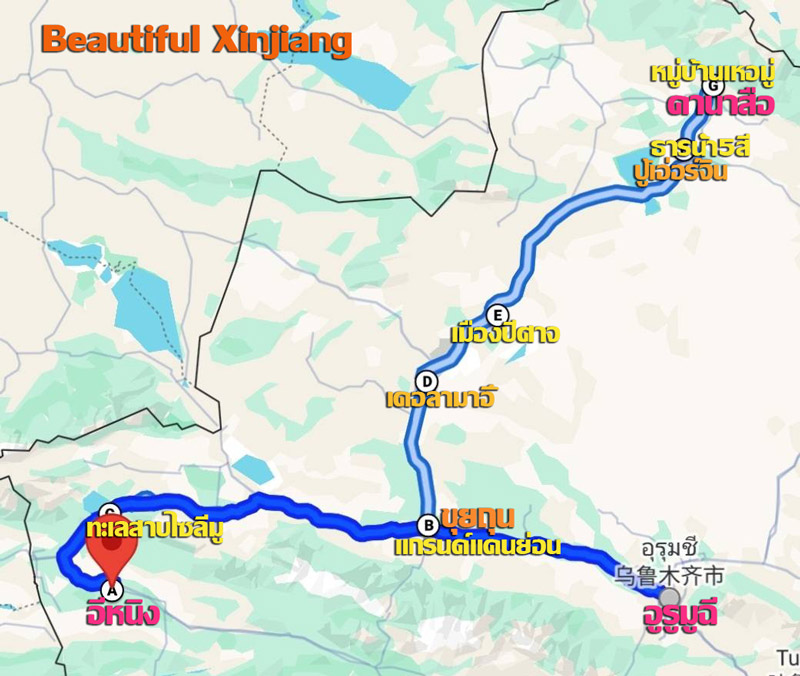 Beautiful Xinjiang
หมู่บ้านเหอมู่
G
คานาสือ
ธารน้ำ5สี
ปู้เอ่อร์จิน
E
เมืองปีศาจ
D
เคอลามาอี้
C
ทะเลสาบไซลีมู
B
ขุยถุน
แกรนด์แคนย่อน
A
อี้หนิง
อุรุมชี
乌鲁木齐市
อูรูมูฉี
Tu